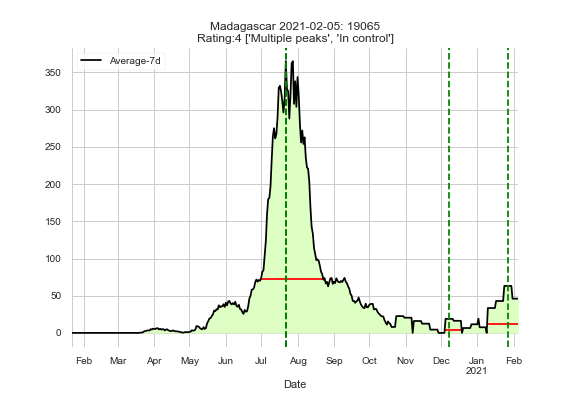 Madagascar 2021-02-05: 19065
Rating:4 ['Multiple peaks', 'In control']
Average-7d
350
300
250
200
150
100
50
0
Feb Mar Apr May Jun Jul Aug Sep Oct Nov Dec Jan Feb
2021
Date